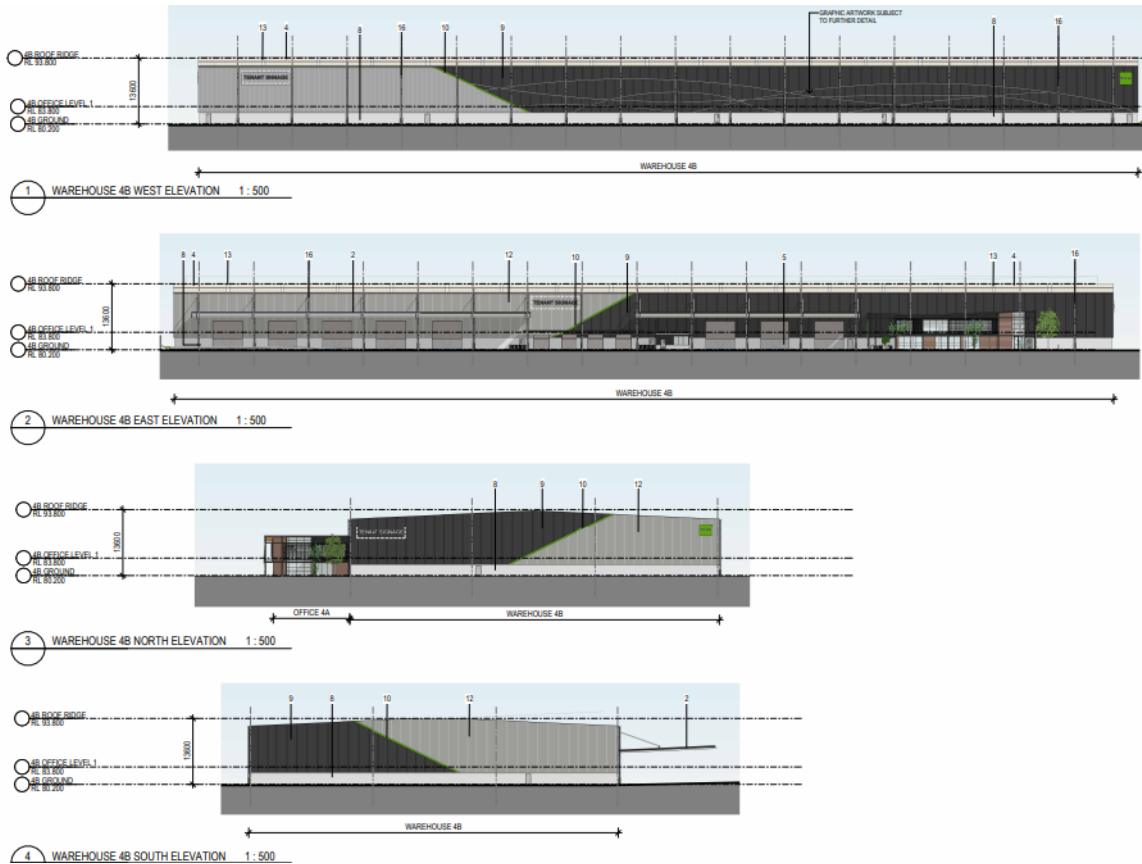 GRAPHIC ARTWORK SUBJECT
TO FURTHER DETAIL
13 4 8 16 10 9 8 16
4B ROOF RIDGE
RL 93.800
TENANT SIGNAGE
13600
4B OFFICE LEVEL 1
RL 83.800
4B GROUND
RL 80.200
WAREHOUSE 4B
1 WAREHOUSE 4B WEST ELEVATION 1 : 500
8 4 13 16 2 12 10 9 5 13 4 16
4B ROOF RIDGE
RL 93.800
TENANT SIGNAGE
13600
4B OFFICE LEVEL 1
RL 83.800
4B GROUND
RL 80.200
WAREHOUSE 4B
2 WAREHOUSE 4B EAST ELEVATION 1 : 500
8 9 10 12
4B ROOF RIDGE
RL 93.800
TENANT SIGNAGE
13600
4B OFFICE LEVEL 1
RL 83.800
4B GROUND
RL 80.200
OFFICE 4A WAREHOUSE 4B
3 WAREHOUSE 4B NORTH ELEVATION 1 : 500
9 8 10 12 2
4B ROOF RIDGE
RL 93.800
13600
4B OFFICE LEVEL 1
RL 83.800
4B GROUND
RL 80.200
WAREHOUSE 4B
4 WAREHOUSE 4B SOUTH ELEVATION 1 : 500